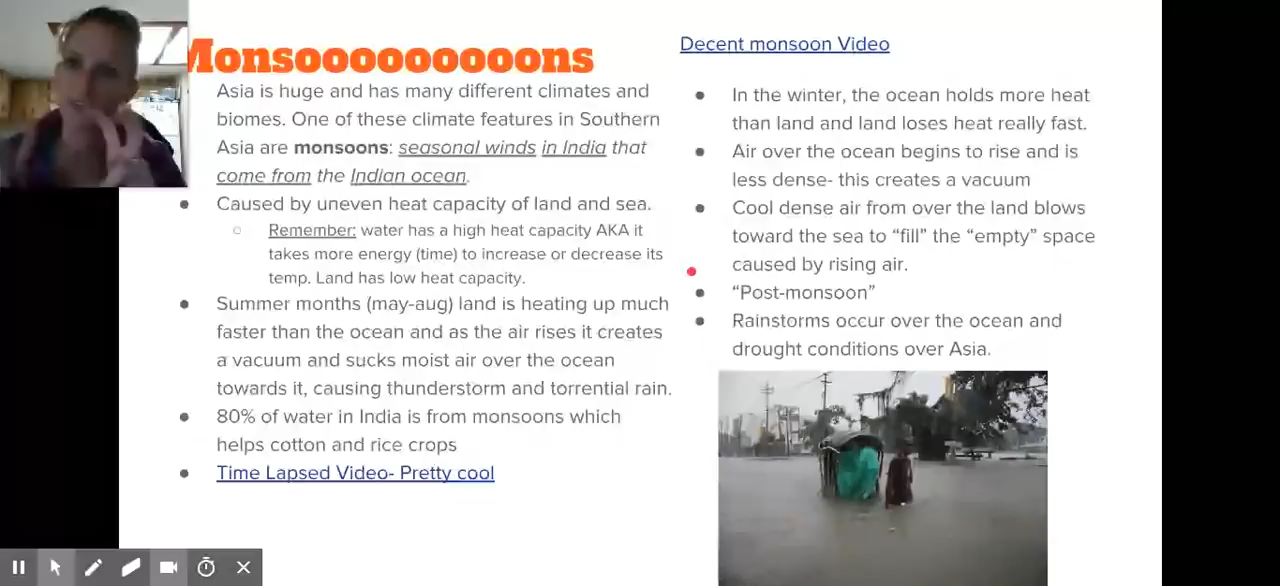 Monsoooooooooons
Asia is huge and has many different climates and
biomes. One of these climate features in Southern
Asia are monsoons: seasonal winds in India that
come from the Indian ocean.
● Caused by uneven heat capacity of land and sea.
○ Remember: water has a high heat capacity AKA it
takes more energy (time) to increase or decrease its
temp. Land has low heat capacity.
● Summer months (may-aug) land is heating up much
faster than the ocean and as the air rises it creates
a vacuum and sucks moist air over the ocean
towards it, causing thunderstorm and torrential rain.
● 80% of water in India is from monsoons which
helps cotton and rice crops
● Time Lapsed Video- Pretty cool
Decent monsoon Video
● In the winter, the ocean holds more heat
than land and land loses heat really fast.
● Air over the ocean begins to rise and is
less dense- this creates a vacuum
● Cool dense air from over the land blows
toward the sea to “fill” the “empty” space
caused by rising air.
● “Post-monsoon”
● Rainstorms occur over the ocean and
drought conditions over Asia.